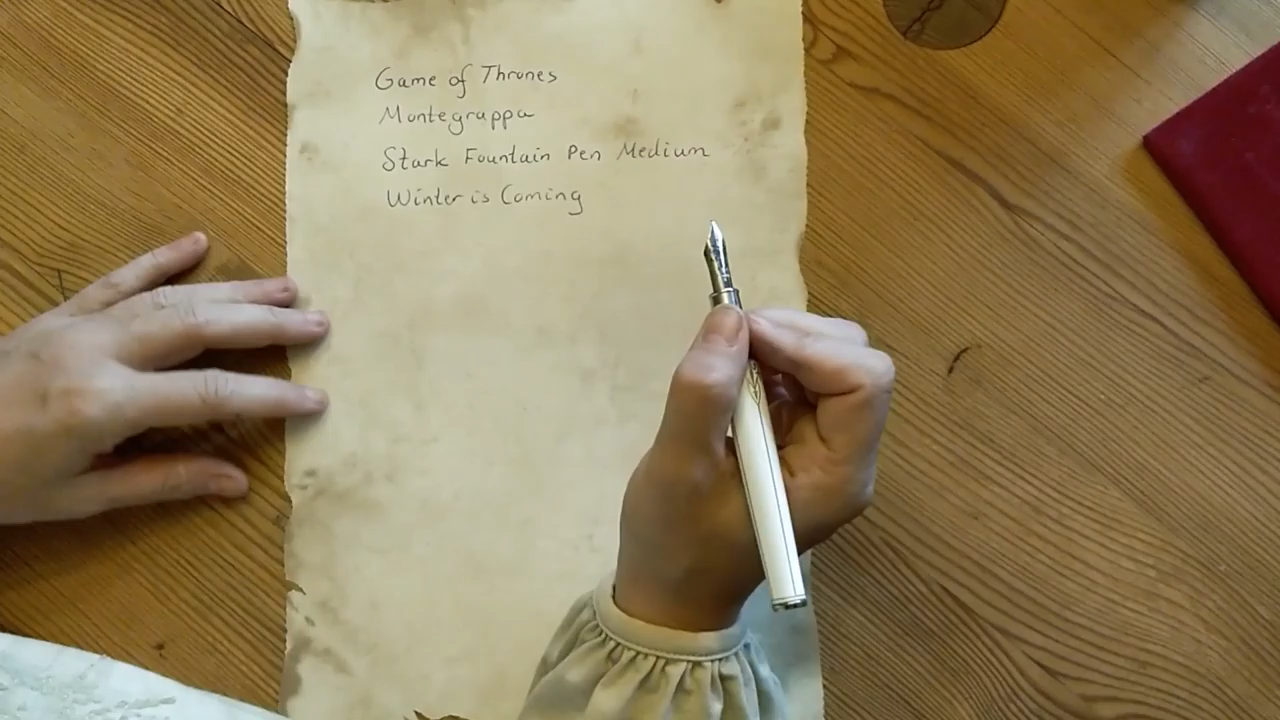 Game of Thrones
Montegrappa
Stark Fountain Pen Medium
Winter is Coming